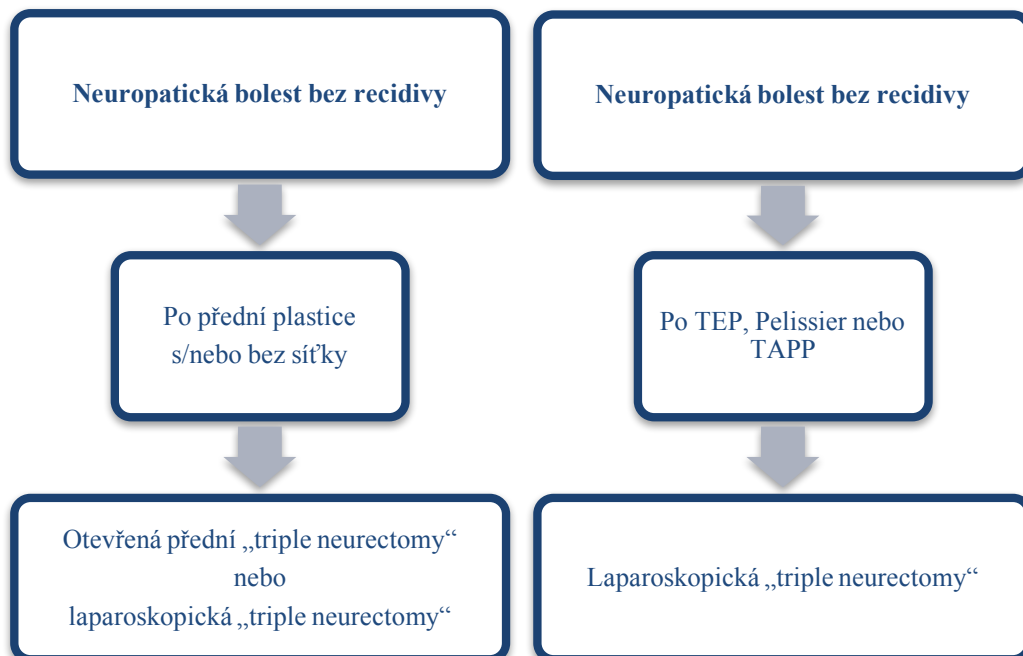 Neuropatická bolest bez recidivy
Po přední plastice
s/nebo bez síťky
Otevřená přední „triple neurectomy“
nebo
laparoskopická „triple neurectomy“
Neuropatická bolest bez recidivy
Po TEP, Pelissier nebo
TAPP
Laparoskopická „triple neurectomy“